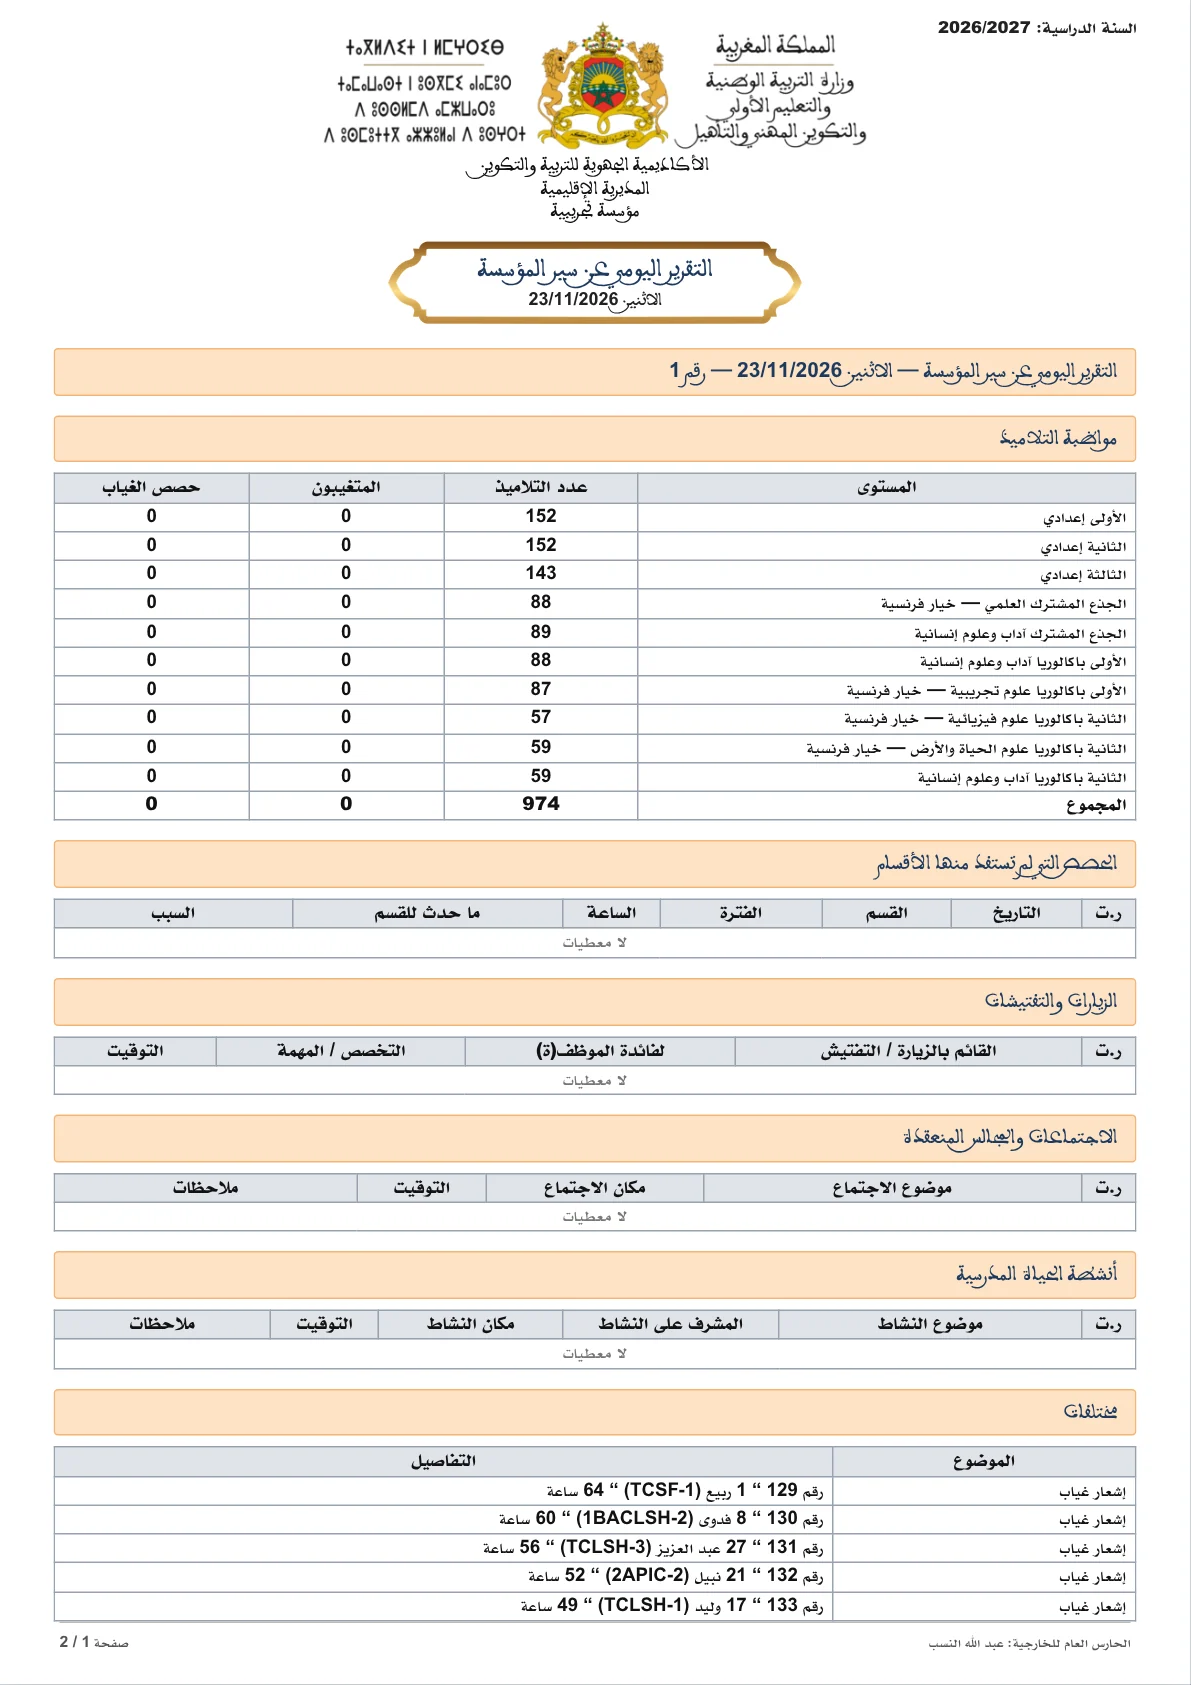 السنة الدراسية: 2026/2027
المملكة المغربية
وزارة التربية الوطنية
والتعليم الأولي
والتكوين المهني والتأهيل
ⵜⴰⴳⵍⴷⵉⵜ ⵏ ⵍⵎⵖⵔⵉⴱ
ⵜⴰⵎⴰⵡⴰⵙⵜ ⵏ ⵓⵙⴳⵎⵉ ⴰⵏⴰⵎⵓⵔ
ⴷ ⵓⵙⵙⵍⵎⴷ ⴰⵎⵣⵡⴰⵔⵓ
ⴷ ⵓⵙⵎⵓⵜⵜⴳ ⴰⵣⵣⵓⵍⴰⵏ ⴷ ⵓⵙⵖⵔⵜ
الأكاديمية الجهوية للتربية والتكوين
المديرية الإقليمية
مؤسسة تجريبية
التقرير اليومي عن سير المؤسسة
الاثنين 23/11/2026
التقرير اليومي عن سير المؤسسة — الاثنين 23/11/2026 — رقم 1
مواظبة التلاميذ
المستوى عدد التلاميذ المتغيبون حصص الغياب
الأولى إعدادي 152 0 0
الثانية إعدادي 152 0 0
الثالثة إعدادي 143 0 0
الجذع المشترك العلمي — خيار فرنسية 88 0 0
الجذع المشترك آداب وعلوم إنسانية 89 0 0
الأولى باكالوريا آداب وعلوم إنسانية 88 0 0
الأولى باكالوريا علوم تجريبية — خيار فرنسية 87 0 0
الثانية باكالوريا علوم فيزيائية — خيار فرنسية 57 0 0
الثانية باكالوريا علوم الحياة والأرض — خيار فرنسية 59 0 0
الثانية باكالوريا آداب وعلوم إنسانية 59 0 0
المجموع 974 0 0
الحصص التي لم تستفد منها الأقسام
ر.ت التاريخ القسم الفترة الساعة ما حدث للقسم السبب
لا معطيات
الزيارات والتفتيشات
ر.ت القائم بالزيارة / التفتيش لفائدة الموظف(ة) التخصص / المهمة التوقيت
لا معطيات
الاجتماعات والمجالس المنعقدة
ر.ت موضوع الاجتماع مكان الاجتماع التوقيت ملاحظات
لا معطيات
أنشطة الحياة المدرسية
ر.ت موضوع النشاط المشرف على النشاط مكان النشاط التوقيت ملاحظات
لا معطيات
مختلفات
الموضوع التفاصيل
إشعار غياب رقم 129 “ 1 ربيع (TCSF-1) “ 64 ساعة
إشعار غياب رقم 130 “ 8 فدوى (1BACLSH-2) “ 60 ساعة
إشعار غياب رقم 131 “ 27 عبد العزيز (TCLSH-3) “ 56 ساعة
إشعار غياب رقم 132 “ 21 نبيل (2APIC-2) “ 52 ساعة
إشعار غياب رقم 133 “ 17 وليد (TCLSH-1) “ 49 ساعة
الحارس العام للخارجية: عبد الله النسب
صفحة 1 / 2